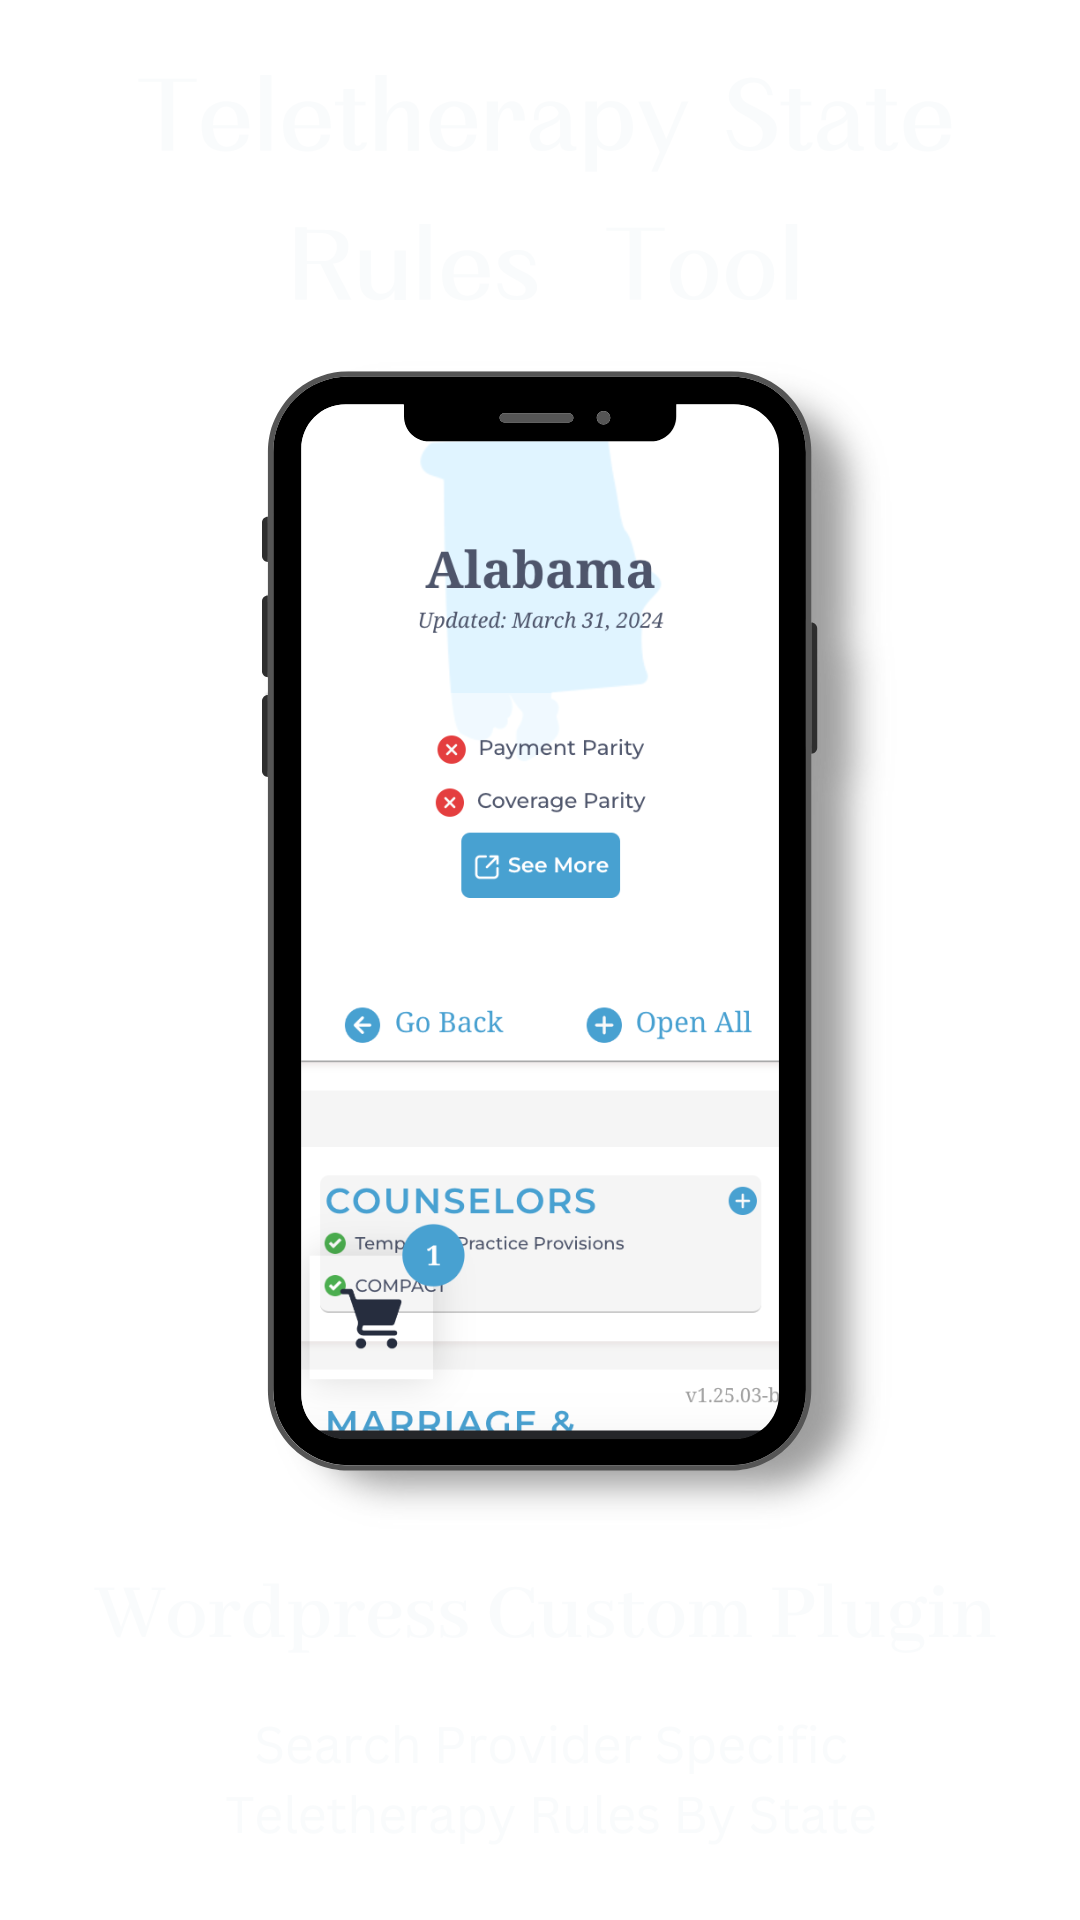 Teletherapy State
Rules Tool
Alabama
Updated: March 31, 2024
Payment Parity
Coverage Parity
See More
Go Back
Open All
COUNSELORS
Practice Provisions
1
COMPACT
v1.25.03-b
MARRIAGE &
Wordpress Custom Plugin
Search Provider Specific
Teletherapy Rules By State